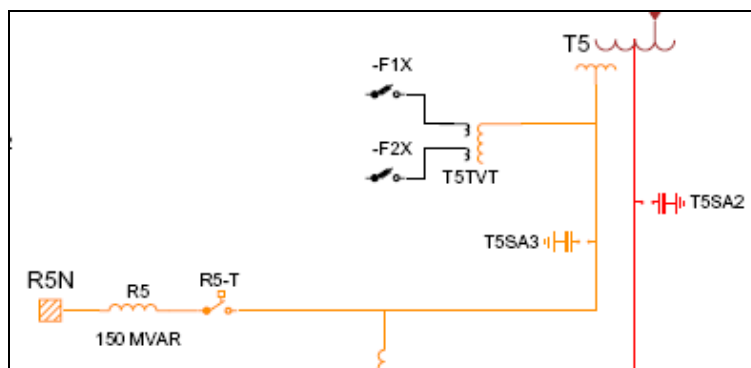 T5
-F1X
-F2X
T5TVT
T5SA2
T5SA3
R5N
R5
R5-T
150 MVAR